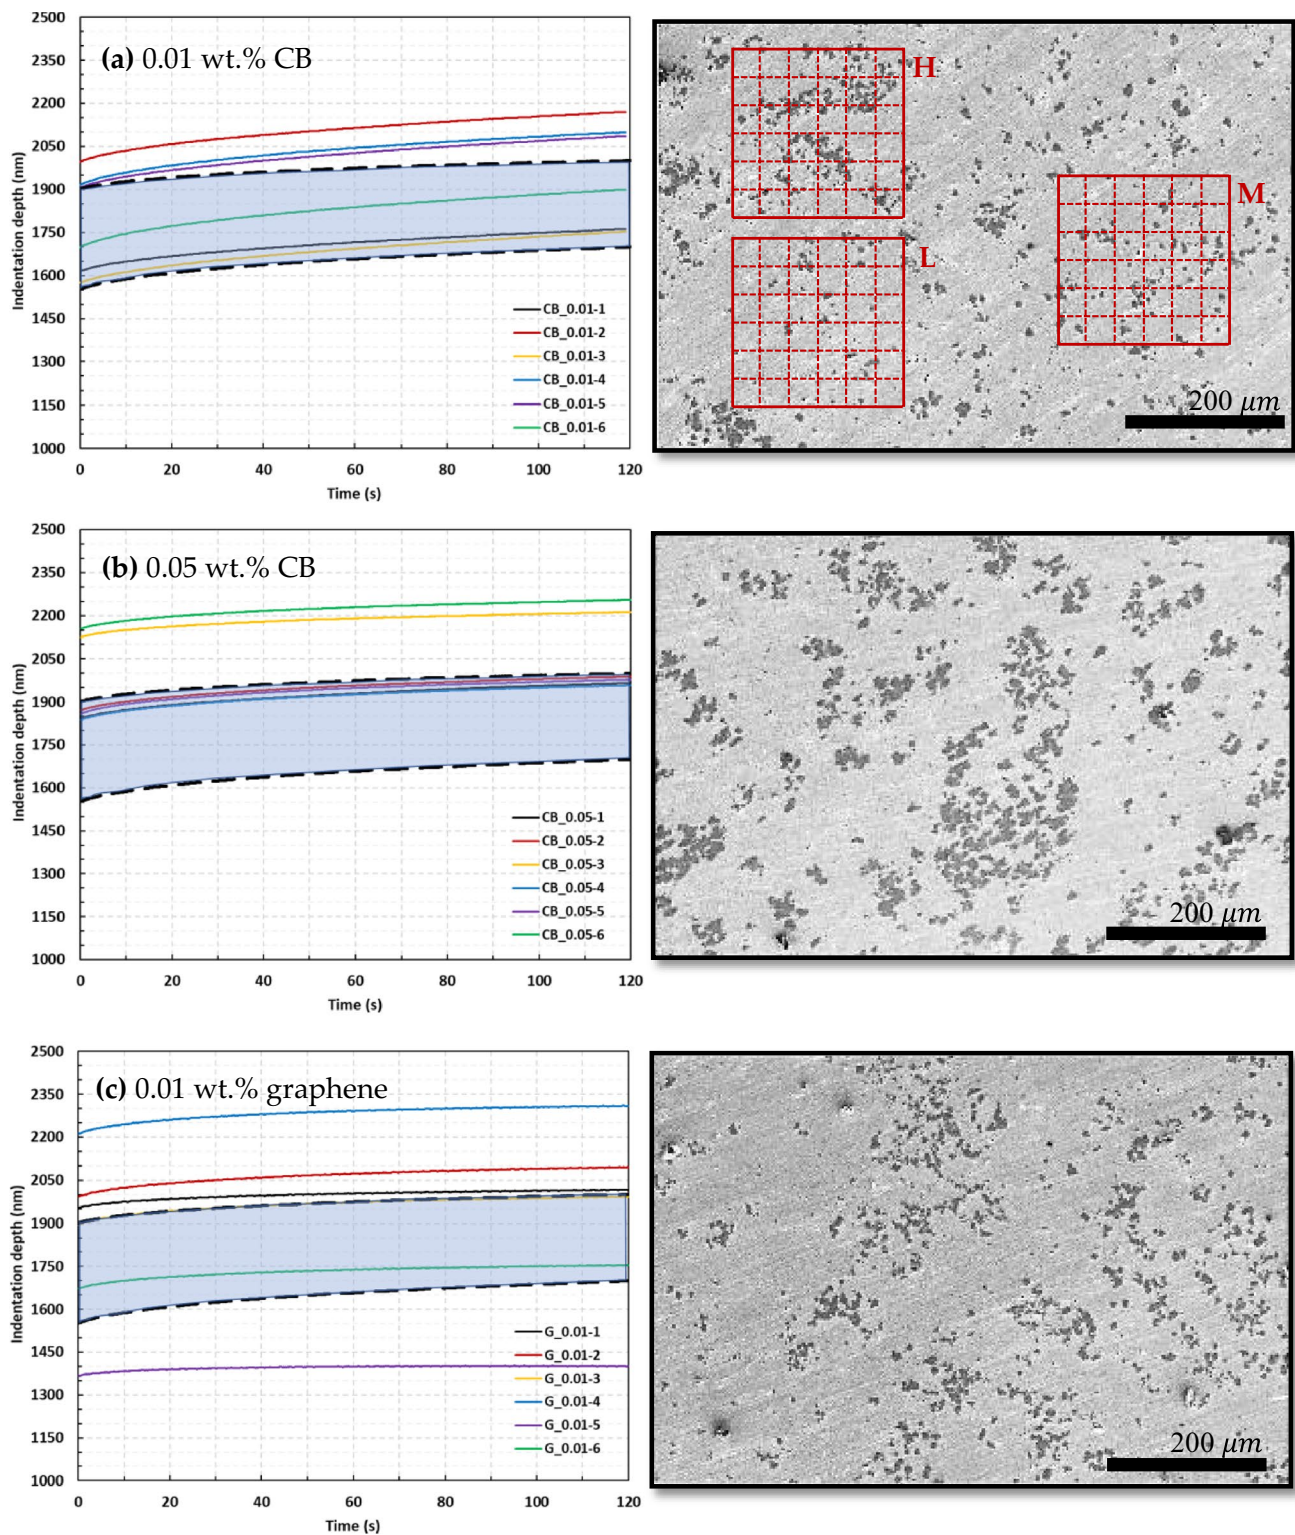 (a) 0.01 wt.% CB
Indentation depth (nm)
2500
2350
2200
2050
1900
1750
1600
1450
1300
1150
1000
CB_0.01-1
CB_0.01-2
CB_0.01-3
CB_0.01-4
CB_0.01-5
CB_0.01-6
0 20 40 60 80 100 120
Time (s)
H
M
L
200 μm
(b) 0.05 wt.% CB
Indentation depth (nm)
2500
2350
2200
2050
1900
1750
1600
1450
1300
1150
1000
CB_0.05-1
CB_0.05-2
CB_0.05-3
CB_0.05-4
CB_0.05-5
CB_0.05-6
0 20 40 60 80 100 120
Time (s)
200 μm
(c) 0.01 wt.% graphene
Indentation depth (nm)
2500
2350
2200
2050
1900
1750
1600
1450
1300
1150
1000
G_0.01-1
G_0.01-2
G_0.01-3
G_0.01-4
G_0.01-5
G_0.01-6
0 20 40 60 80 100 120
Time (s)
200 μm